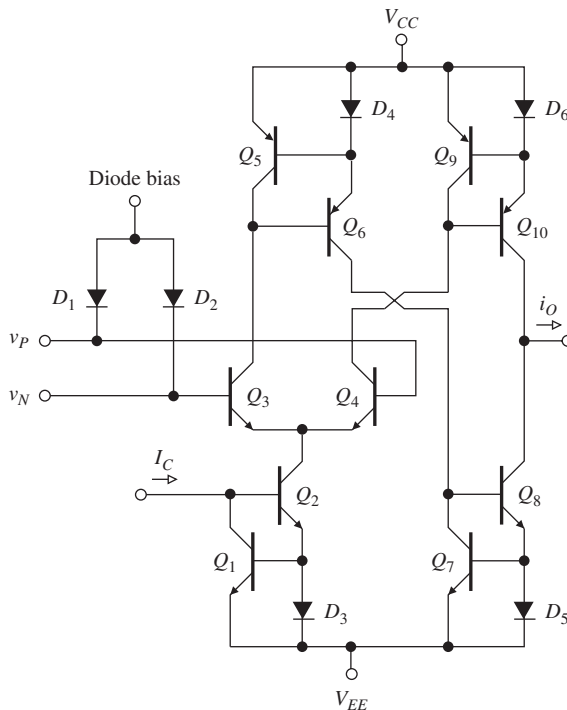 V_CC
D_4
D_6
Q_5
Q_9
Diode bias
Q_6
Q_10
D_1
D_2
i_O
v_P
v_N
Q_3
Q_4
I_C
Q_2
Q_8
Q_1
Q_7
D_3
D_5
V_EE